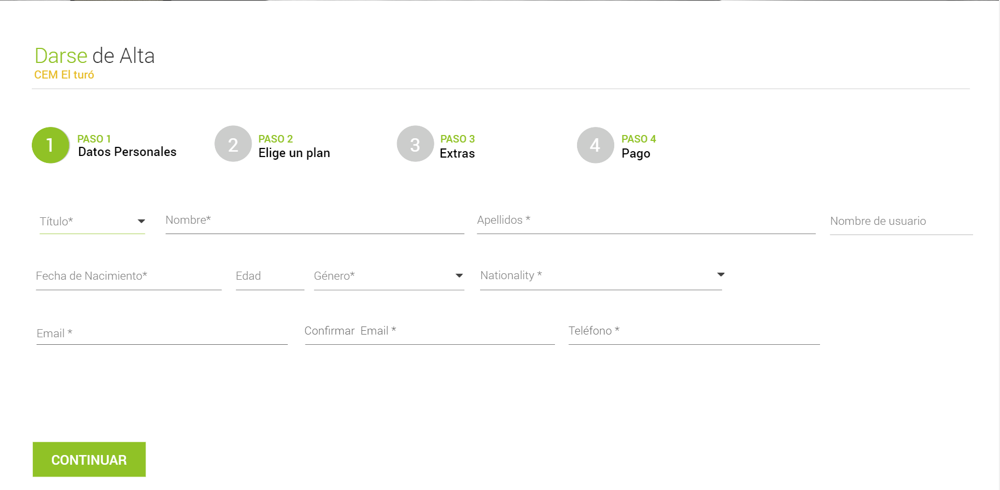 Darse de Alta
CEM El turó
1
PASO 1
Datos Personales
2
PASO 2
Elige un plan
3
PASO 3
Extras
4
PASO 4
Pago
Título*
Nombre*
Apellidos *
Nombre de usuario
Fecha de Nacimiento*
Edad
Género*
Nationality *
Email *
Confirmar Email *
Teléfono *
CONTINUAR